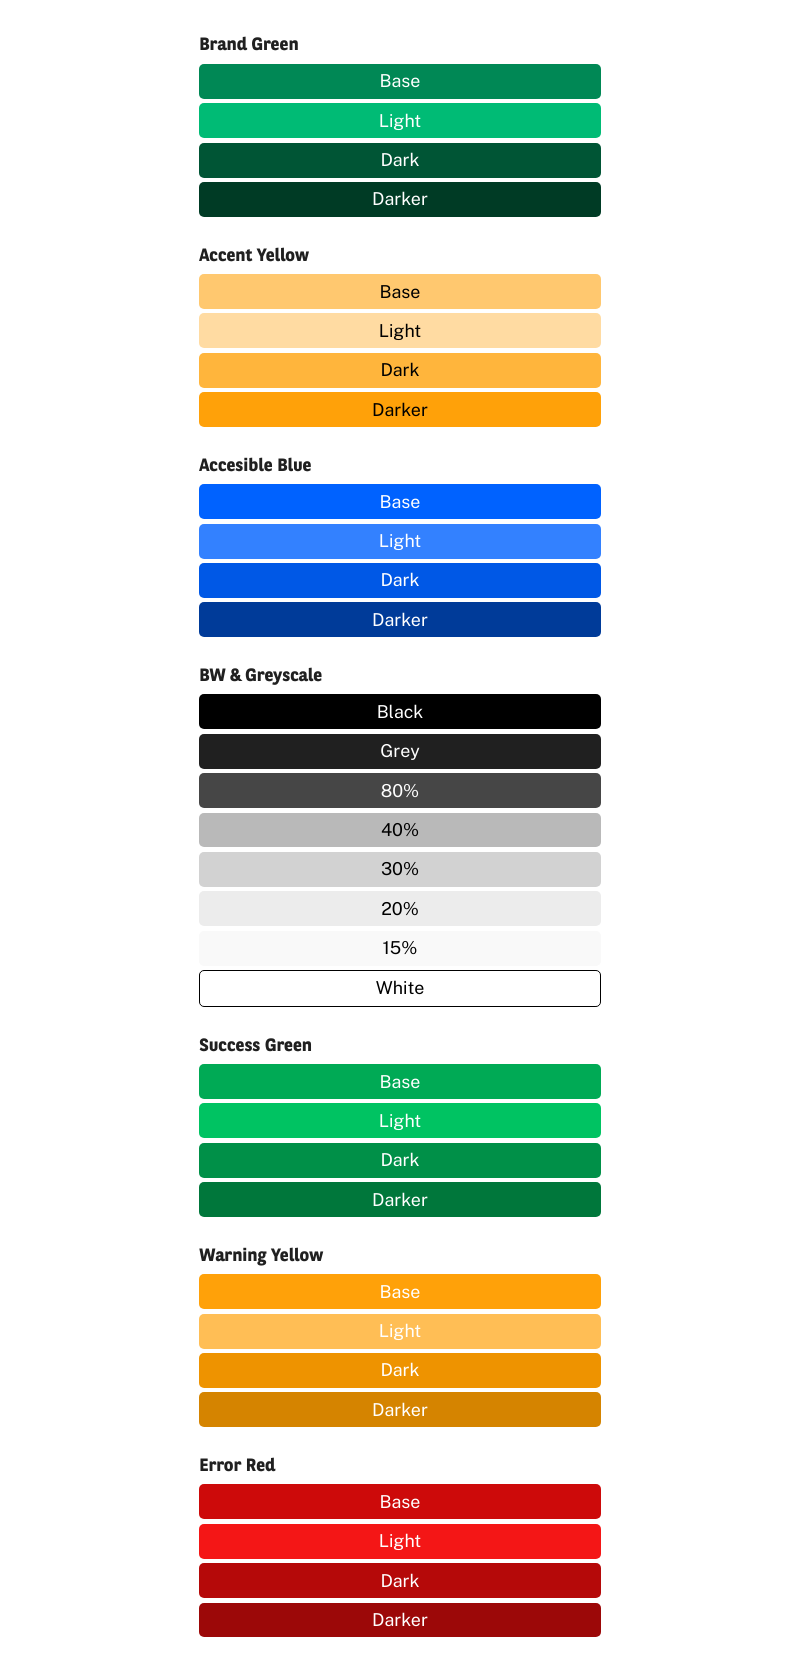 Brand Green
Base
Light
Dark
Darker
Accent Yellow
Base
Light
Dark
Darker
Accesible Blue
Base
Light
Dark
Darker
BW & Greyscale
Black
Grey
80%
40%
30%
20%
15%
White
Success Green
Base
Light
Dark
Darker
Warning Yellow
Base
Light
Dark
Darker
Error Red
Base
Light
Dark
Darker